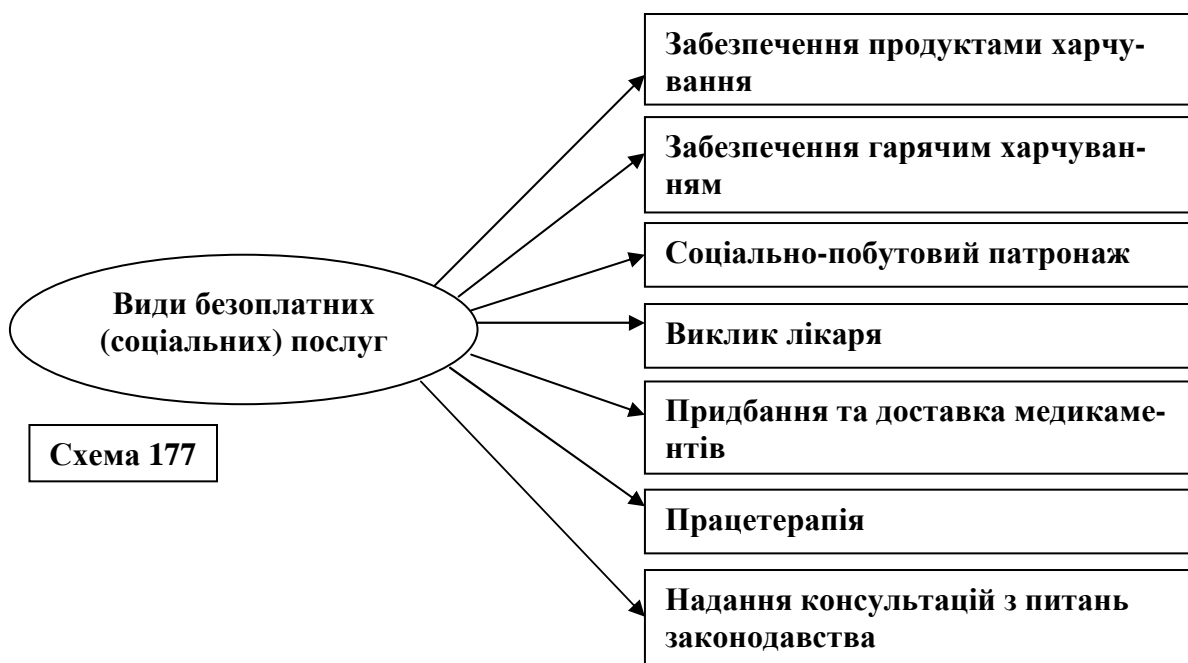 Види безоплатних
(соціальних) послуг
Схема 177
Забезпечення продуктами харчу-
вання
Забезпечення гарячим харчуван-
ням
Соціально-побутовий патронаж
Виклик лікаря
Придбання та доставка медикаме-
нтів
Працетерапія
Надання консультацій з питань
законодавства